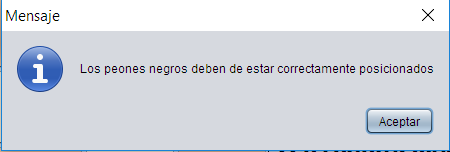 Mensaje
Los peones negros deben de estar correctamente posicionados
Aceptar